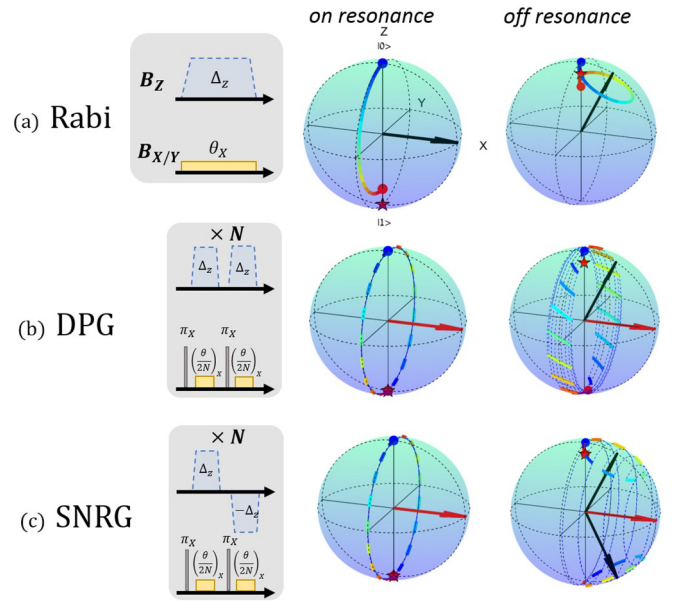 on resonance
off resonance
(a) Rabi
B_Z
Δ_z
B_{X/Y}
θ_X
Z
|0>
Y
X
|1>
(b) DPG
× N
Δ_z
Δ_z
π_X
(θ/2N)_x
π_X
(θ/2N)_x
(c) SNRG
× N
Δ_z
−Δ_z
π_X
(θ/2N)_x
π_X
(θ/2N)_x